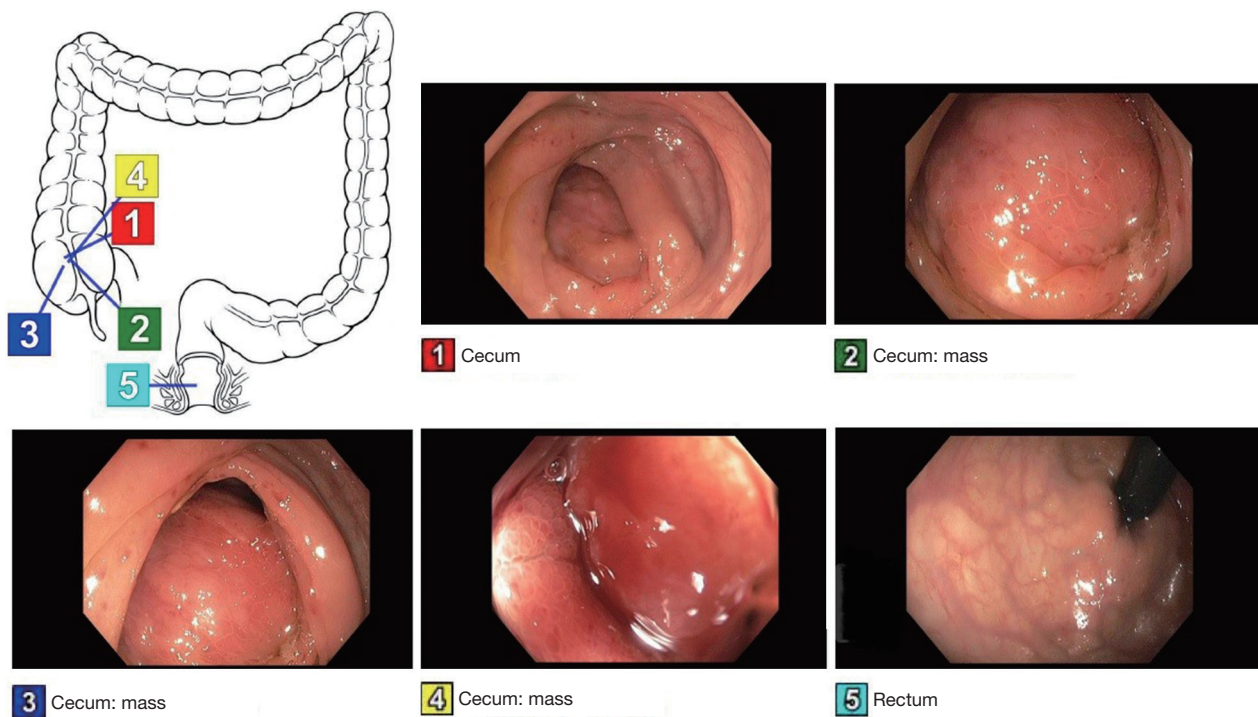 4
1
3
2
5
1 Cecum
2 Cecum: mass
3 Cecum: mass
4 Cecum: mass
5 Rectum